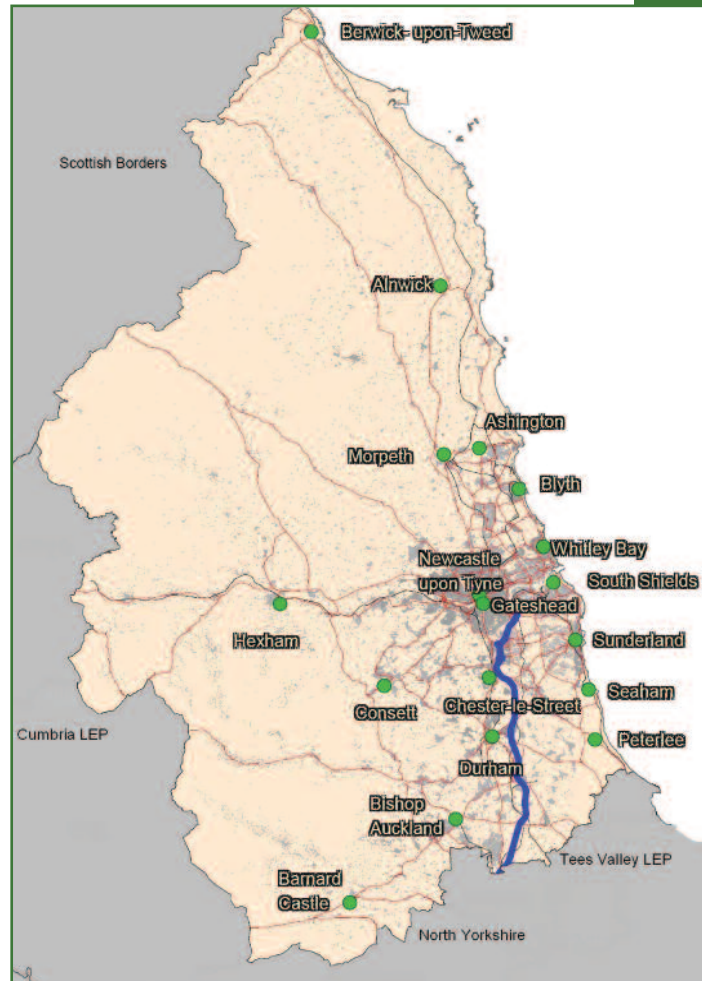 Berwick- upon-Tweed
Scottish Borders
Alnwick
Ashington
Morpeth
Blyth
Whitley Bay
Newcastle
upon Tyne
South Shields
Gateshead
Hexham
Sunderland
Consett
Chester-le-Street
Seaham
Cumbria LEP
Peterlee
Durham
Bishop
Auckland
Tees Valley LEP
Barnard
Castle
North Yorkshire